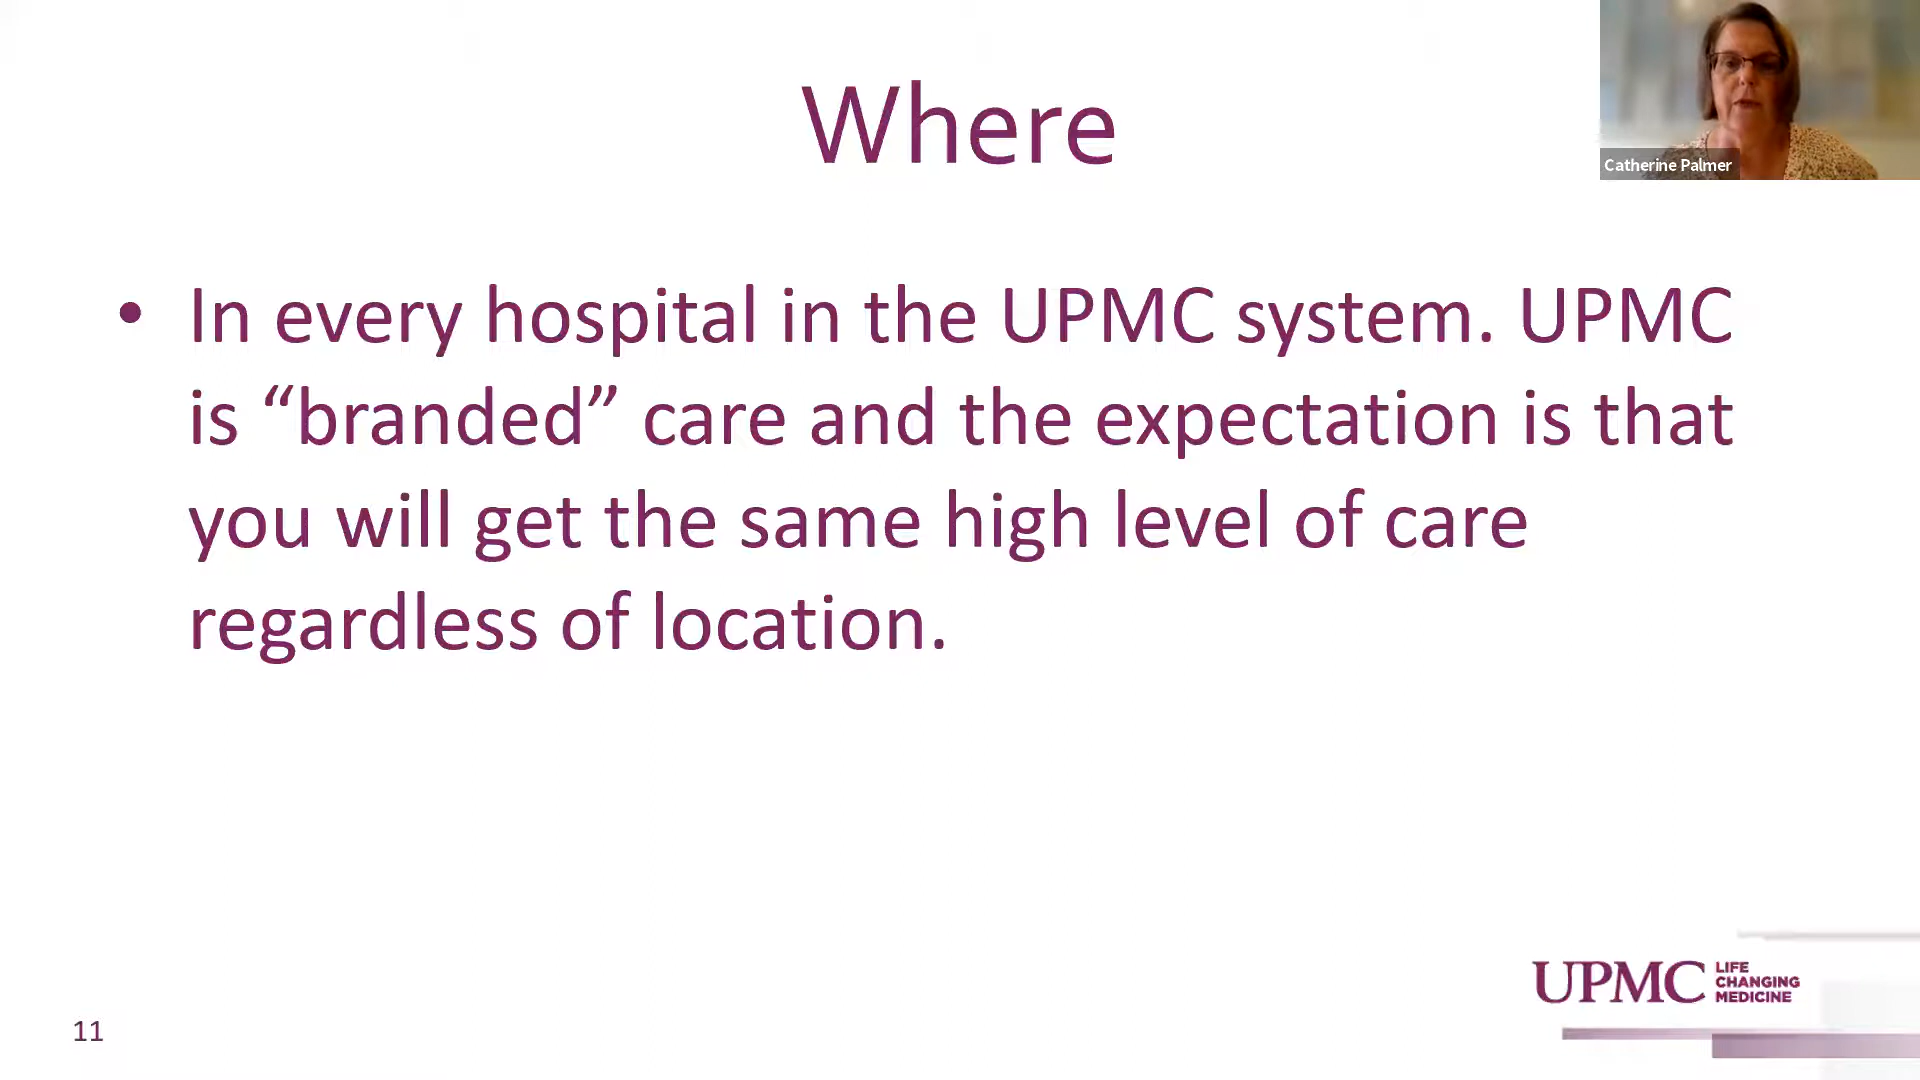 Where
Catherine Palmer
• In every hospital in the UPMC system. UPMC
is “branded” care and the expectation is that
you will get the same high level of care
regardless of location.
UPMC LIFE
CHANGING
MEDICINE
11